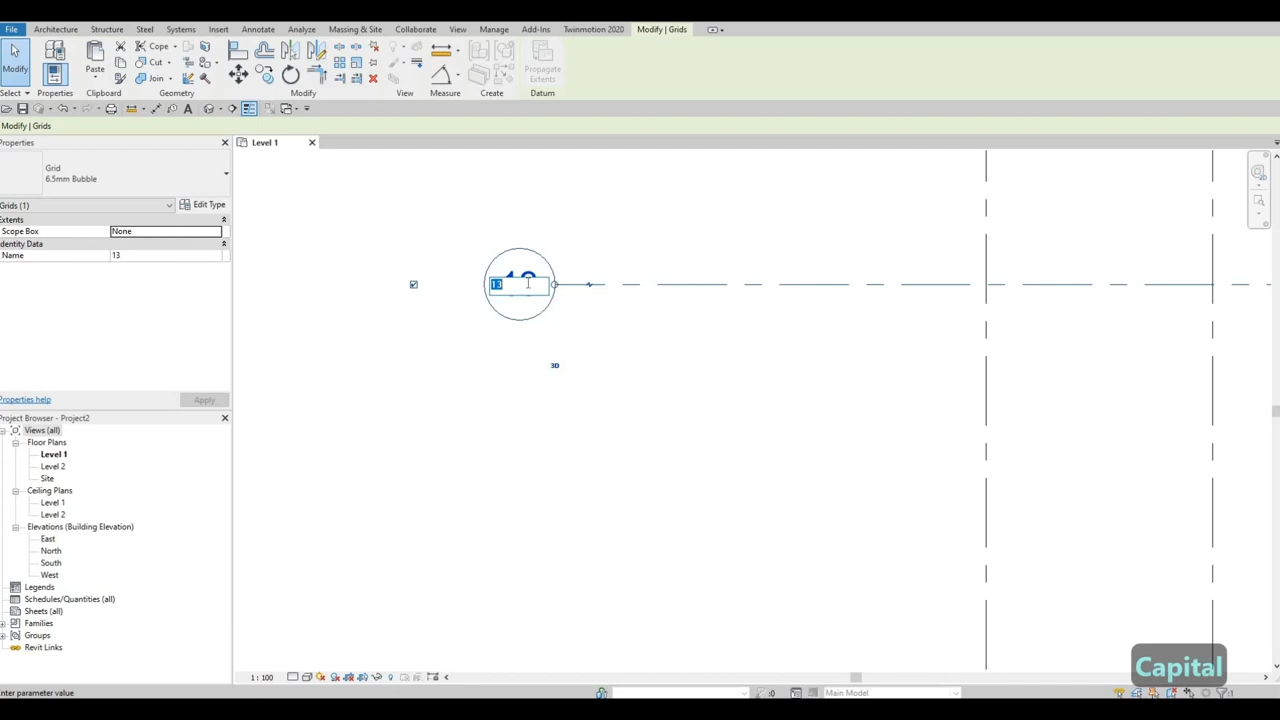 File Architecture Structure Steel Systems Insert Annotate Analyze Massing & Site Collaborate View Manage Add-Ins Twinmotion 2020 Modify | Grids
Cope
Cut
Modify Paste Join
Propagate
Extents
Select Properties Clipboard Geometry Modify View Measure Create Datum
Modify | Grids
Properties
Level 1
Grid
6.5mm Bubble
Grids (1) Edit Type
Extents
Scope Box None
Identity Data
Name 13
13
3D
Properties help Apply
Project Browser - Project2
Views (all)
Floor Plans
Level 1
Level 2
Site
Ceiling Plans
Level 1
Level 2
Elevations (Building Elevation)
East
North
South
West
Legends
Schedules/Quantities (all)
Sheets (all)
Families
Groups
Revit Links
Capital
1 : 100
Enter parameter value
:0
Main Model
:1